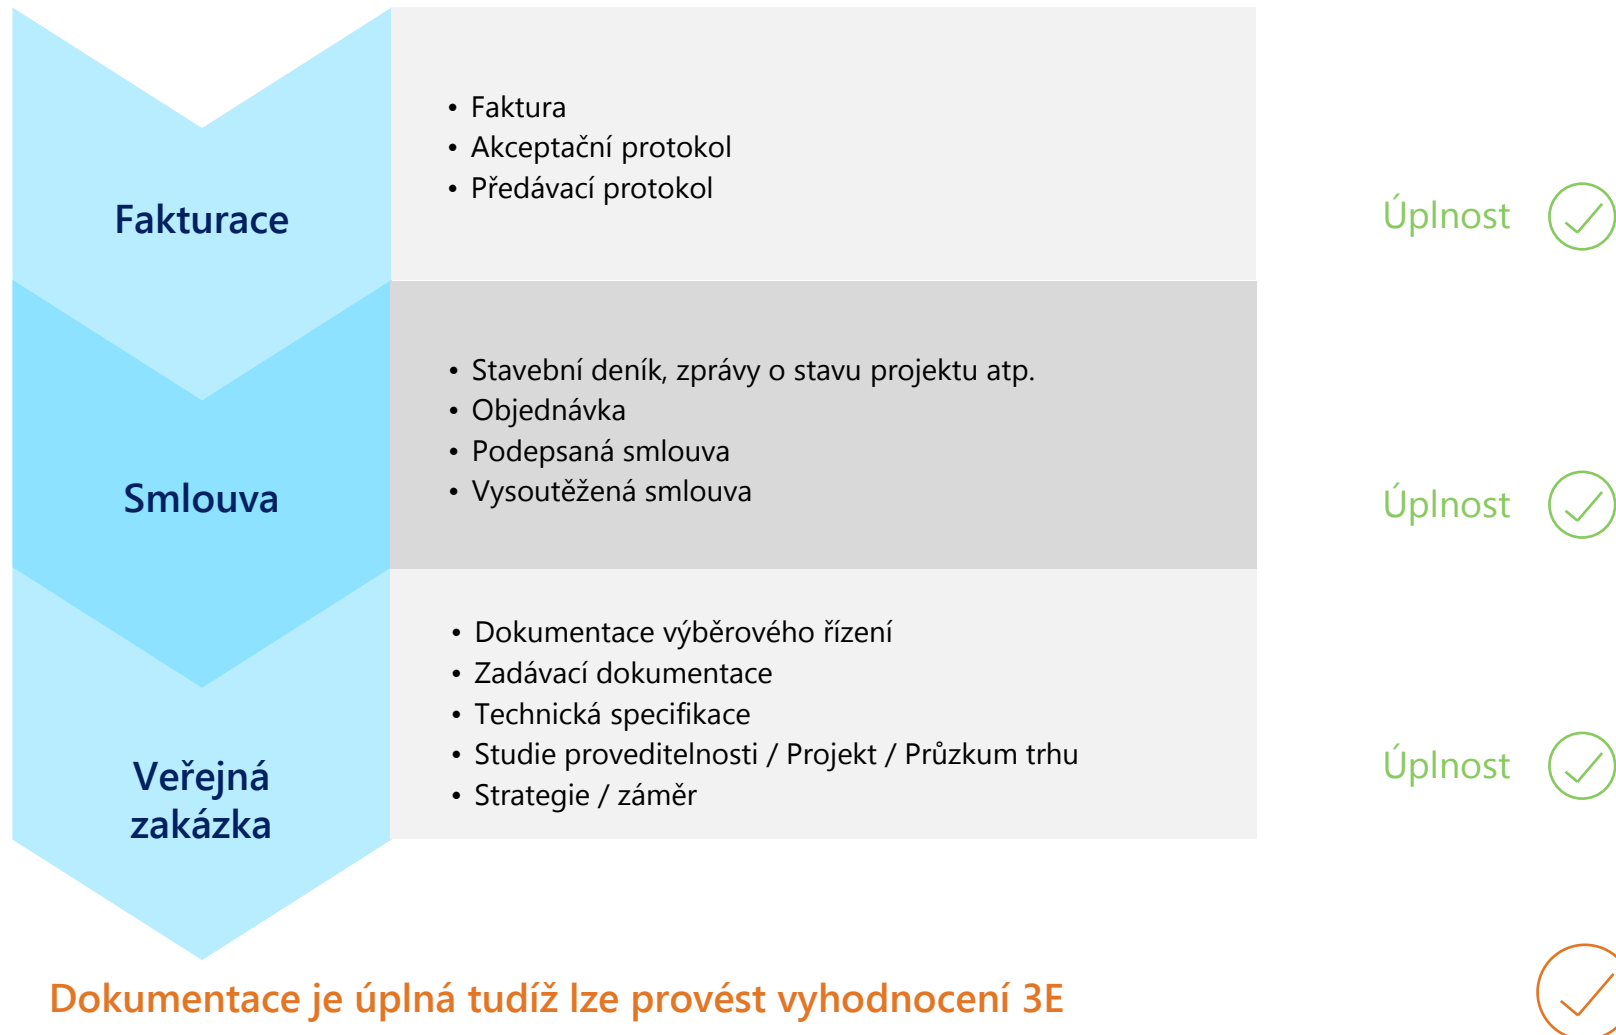 Fakturace
• Faktura
• Akceptační protokol
• Předávací protokol
Úplnost
Smlouva
• Stavební deník, zprávy o stavu projektu atp.
• Objednávka
• Podepsaná smlouva
• Vysoutěžená smlouva
Úplnost
Veřejná
zakázka
• Dokumentace výběrového řízení
• Zadávací dokumentace
• Technická specifikace
• Studie proveditelnosti / Projekt / Průzkum trhu
• Strategie / záměr
Úplnost
Dokumentace je úplná tudíž lze provést vyhodnocení 3E